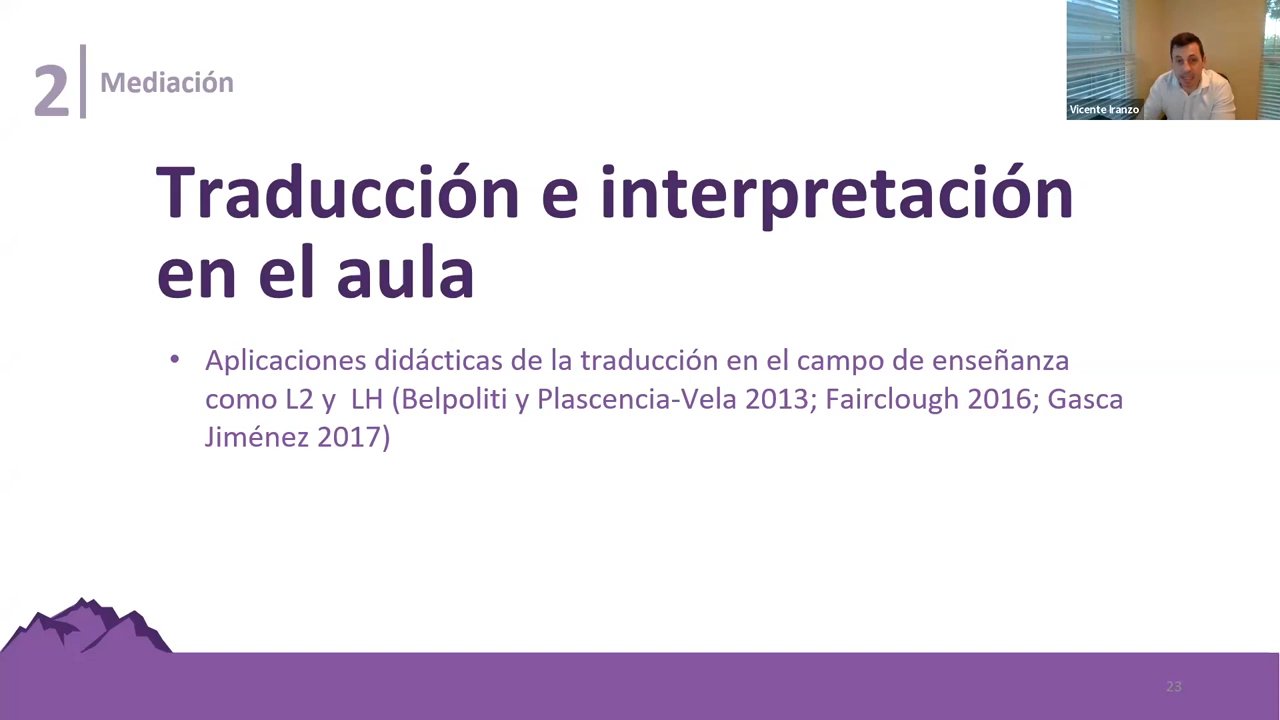 2 Mediación
Vicente Iranzo
Traducción e interpretación
en el aula
• Aplicaciones didácticas de la traducción en el campo de enseñanza
como L2 y  LH (Belpoliti y Plascencia-Vela 2013; Fairclough 2016; Gasca
Jiménez 2017)
23